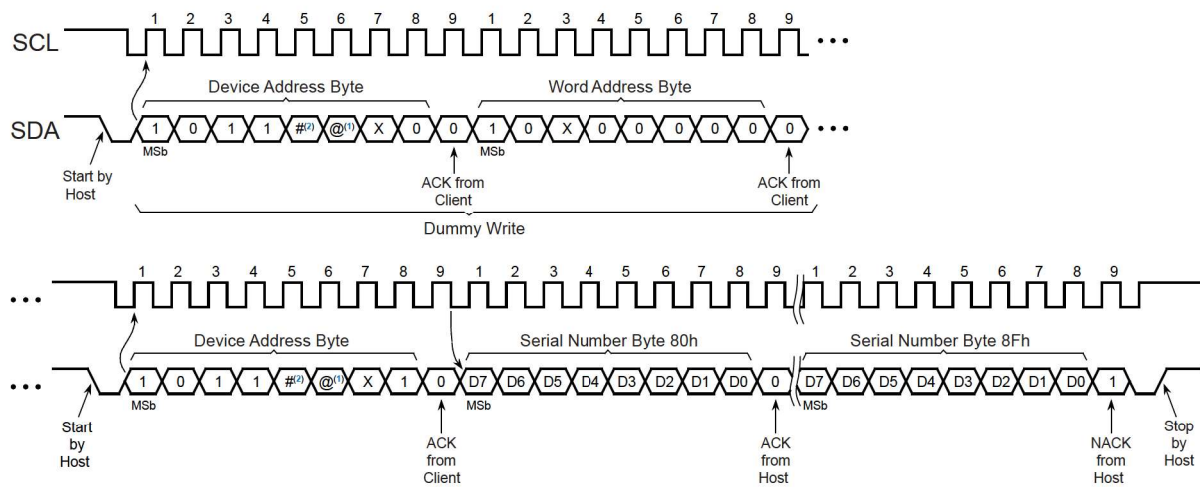 1 2 3 4 5 6 7 8 9 1 2 3 4 5 6 7 8 9
SCL
Device Address Byte Word Address Byte
SDA 1 0 1 1 #(2) @(1) X 0 0 1 0 X 0 0 0 0 0 0
MSb MSb
Start by
Host
ACK from
Client
ACK from
Client
Dummy Write
1 2 3 4 5 6 7 8 9 1 2 3 4 5 6 7 8 9 1 2 3 4 5 6 7 8 9
Device Address Byte Serial Number Byte 80h Serial Number Byte 8Fh
1 0 1 1 #(2) @(1) X 1 0 D7 D6 D5 D4 D3 D2 D1 D0 0 D7 D6 D5 D4 D3 D2 D1 D0 1
MSb MSb MSb
Start
by
Host
ACK
from
Client
ACK
from
Host
NACK
from
Host
Stop
by
Host